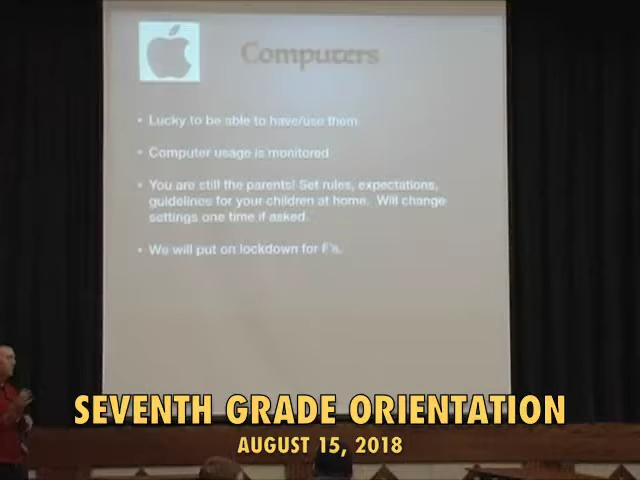 Computers
• Lucky to be able to have/use them
• Computer usage is monitored
• You are still the parents! Set rules, expectations,
guidelines for your children at home. Will change
settings one time if asked.
• We will put on lockdown for F's.
SEVENTH GRADE ORIENTATION
AUGUST 15, 2018